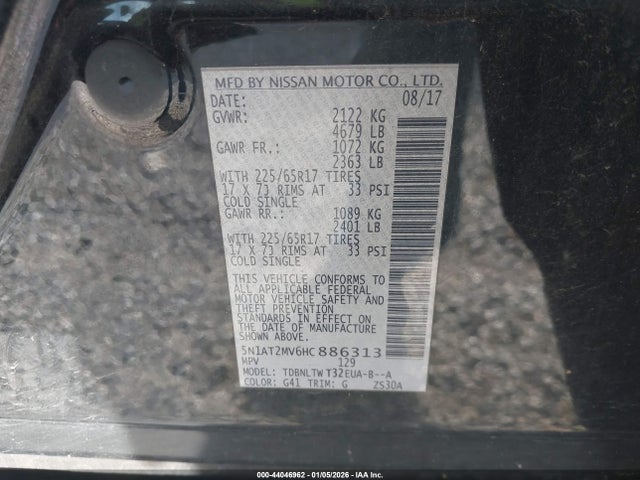 MFD BY NISSAN MOTOR CO., LTD.
DATE: 08/17
GVWR: 2122 KG
4679 LB
GAWR FR.: 1072 KG
2363 LB
WITH 225/65R17 TIRES
17 X 7J RIMS AT 33 PSI
COLD SINGLE
GAWR RR.: 1089 KG
2401 LB
WITH 225/65R17 TIRES
17 X 7J RIMS AT 33 PSI
COLD SINGLE
THIS VEHICLE CONFORMS TO
ALL APPLICABLE FEDERAL
MOTOR VEHICLE SAFETY AND
THEFT PREVENTION
STANDARDS IN EFFECT ON
THE DATE OF MANUFACTURE
SHOWN ABOVE.
5N1AT2MV6HC886313
MPV 129
MODEL: TDBNLTW T32EUA-B--A
COLOR: G41 TRIM: G ZS30A
000-44046962 - 01/05/2026 - IAA Inc.